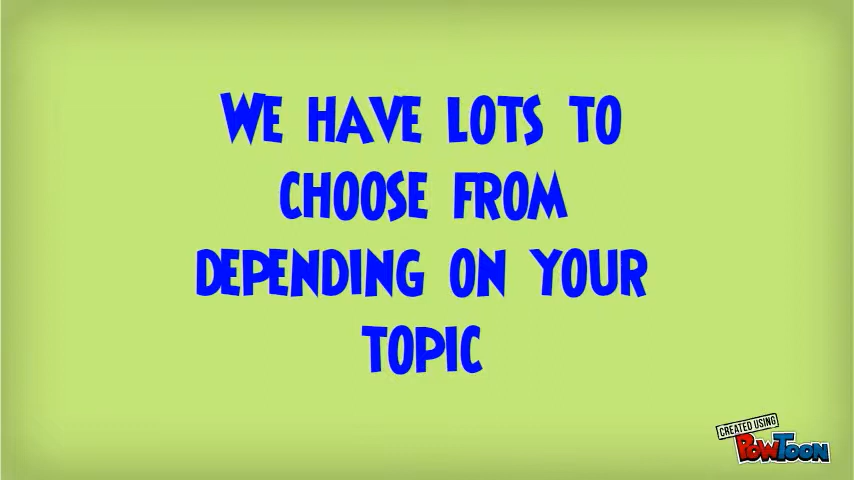 WE HAVE LOTS TO
CHOOSE FROM
DEPENDING ON YOUR
TOPIC
CREATED USING
POWTOON